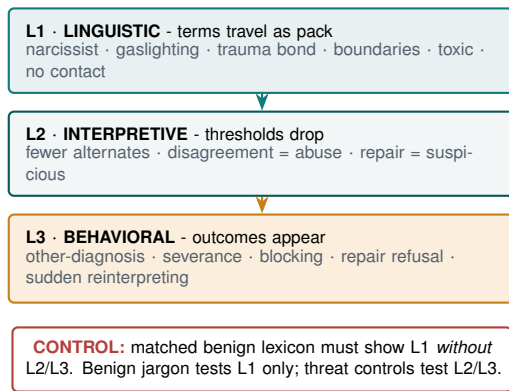 L1 · LINGUISTIC - terms travel as pack
narcissist · gaslighting · trauma bond · boundaries · toxic ·
no contact
L2 · INTERPRETIVE - thresholds drop
fewer alternates · disagreement = abuse · repair = suspi-
cious
L3 · BEHAVIORAL - outcomes appear
other-diagnosis · severance · blocking · repair refusal ·
sudden reinterpreting
CONTROL: matched benign lexicon must show L1 without
L2/L3. Benign jargon tests L1 only; threat controls test L2/L3.